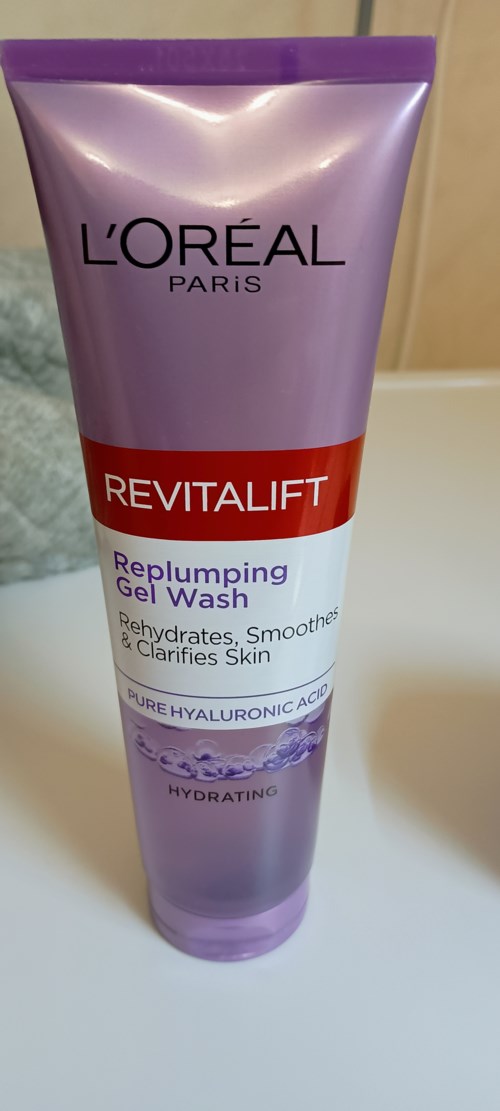 L'ORÉAL
PARiS
REVITALIFT
Replumping
Gel Wash
Rehydrates, Smoothes
& Clarifies Skin
PURE HYALURONIC ACID
HYDRATING